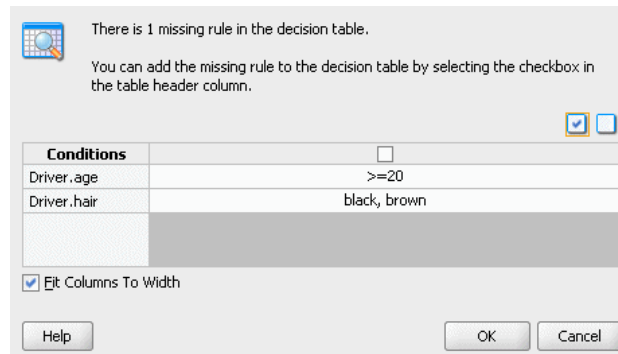 There is 1 missing rule in the decision table.
You can add the missing rule to the decision table by selecting the checkbox in
the table header column.
Conditions
Driver.age >=20
Driver.hair black, brown
Fit Columns To Width
Help OK Cancel